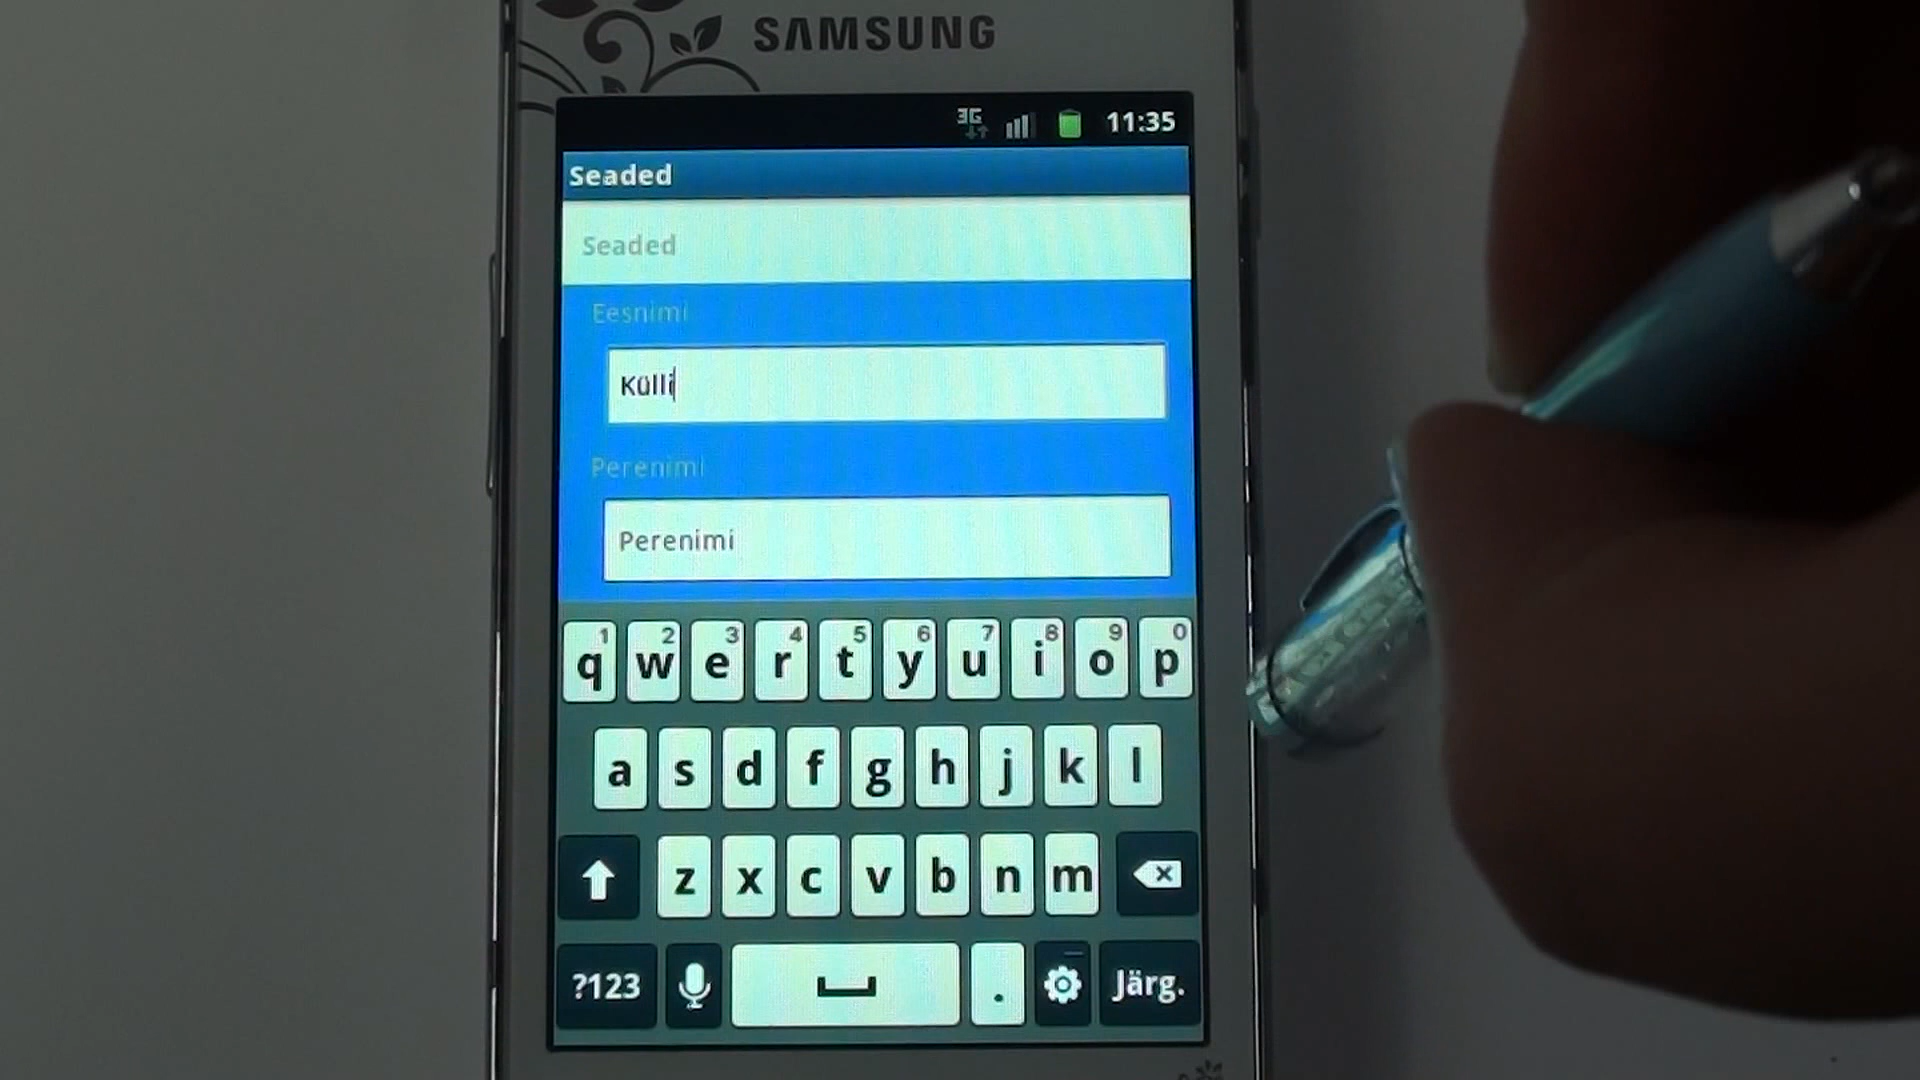 SAMSUNG
3G 11:35
Seaded
Seaded
Eesnimi
Külli
Perenimi
Perenimi
1 2 3 4 5 6 7 8 9 0
q w e r t y u i o p
a s d f g h j k l
z x c v b n m
?123 . Järg.